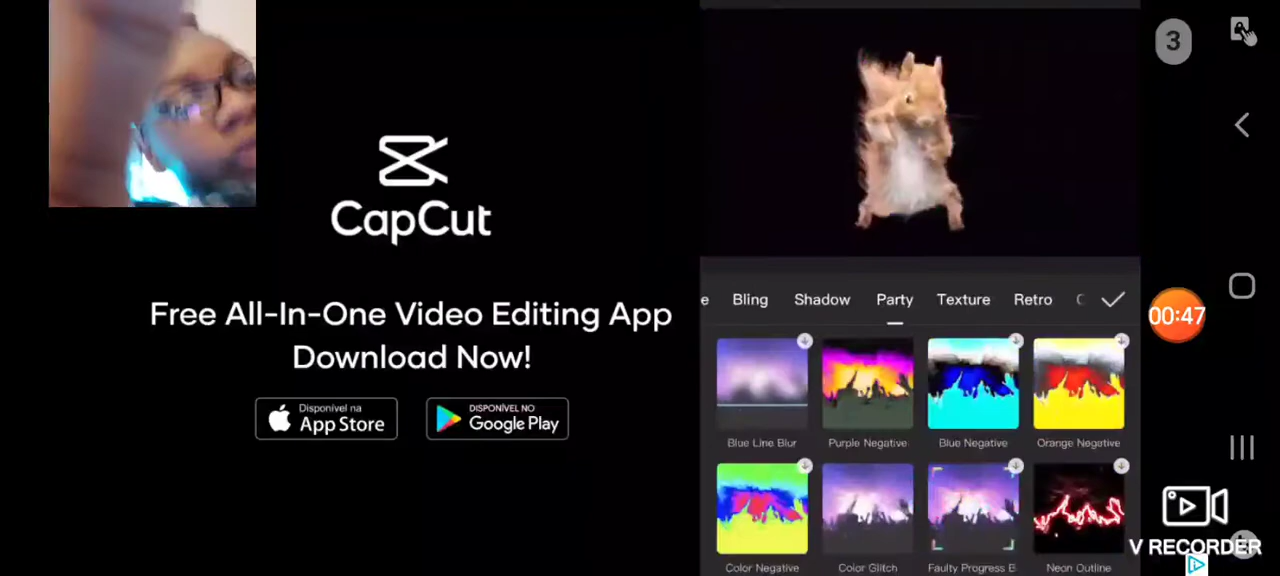 CapCut
Free All-In-One Video Editing App
Download Now!
Disponível na
App Store
DISPONÍVEL NO
Google Play
3
e Bling Shadow Party Texture Retro
00:47
Blue Line Blur Purple Negative Blue Negative Orange Negative
Color Negative Color Glitch Faulty Progress B Neon Outline
V RECORDER